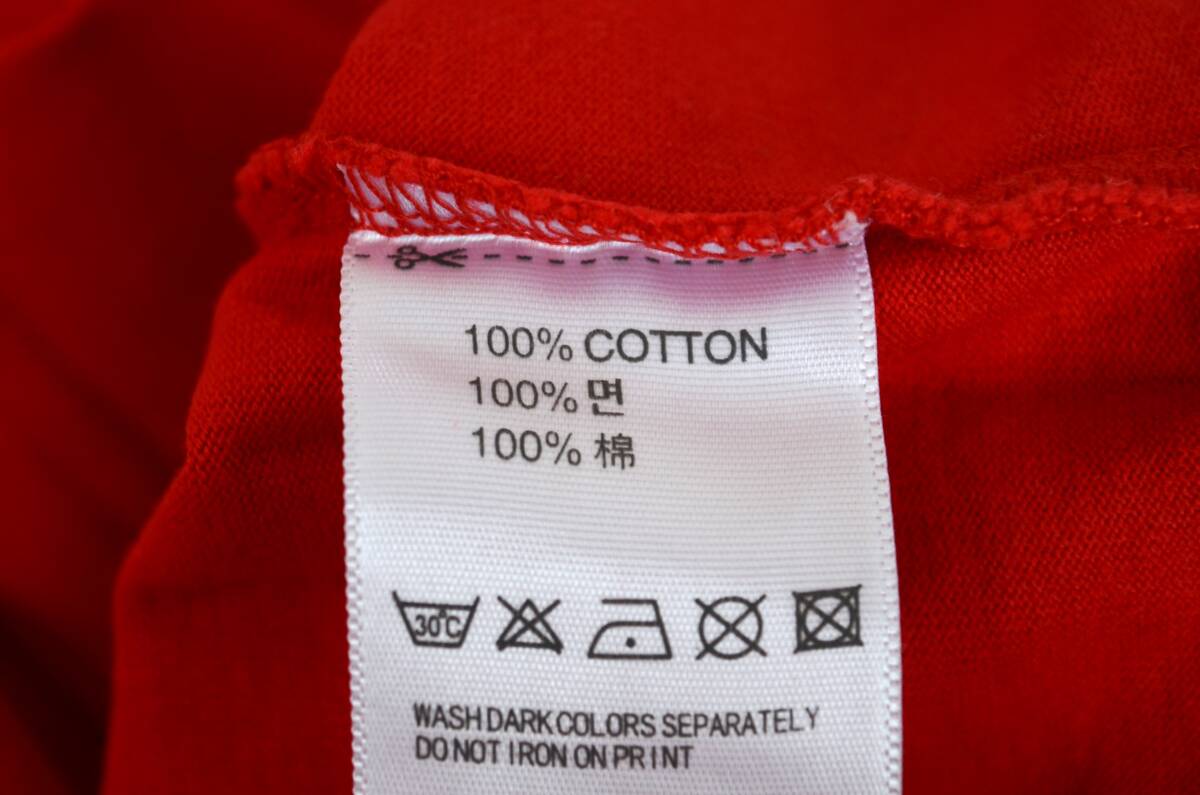 100% COTTON
100% 면
100% 棉
30°C
WASH DARK COLORS SEPARATELY
DO NOT IRON ON PRINT